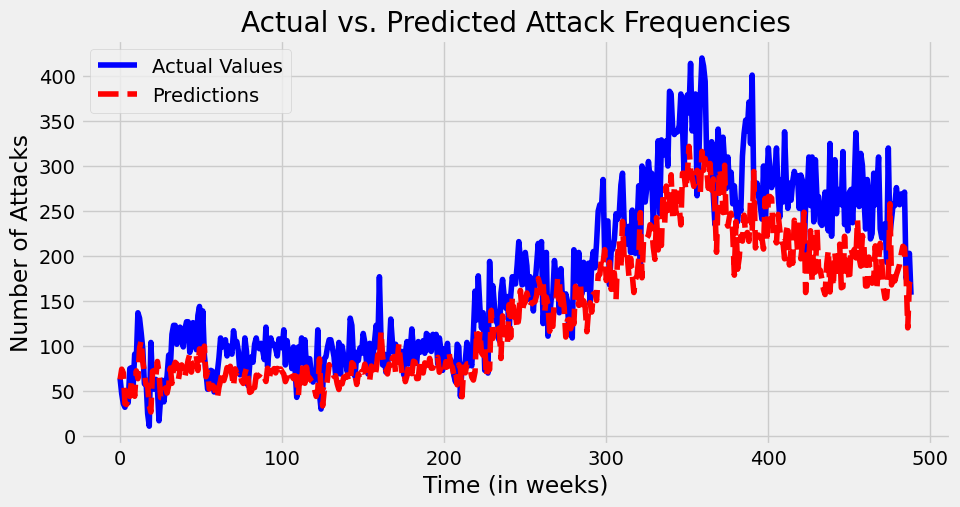 Actual vs. Predicted Attack Frequencies
Actual Values
Predictions
Number of Attacks
400
350
300
250
200
150
100
50
0
0 100 200 300 400 500
Time (in weeks)